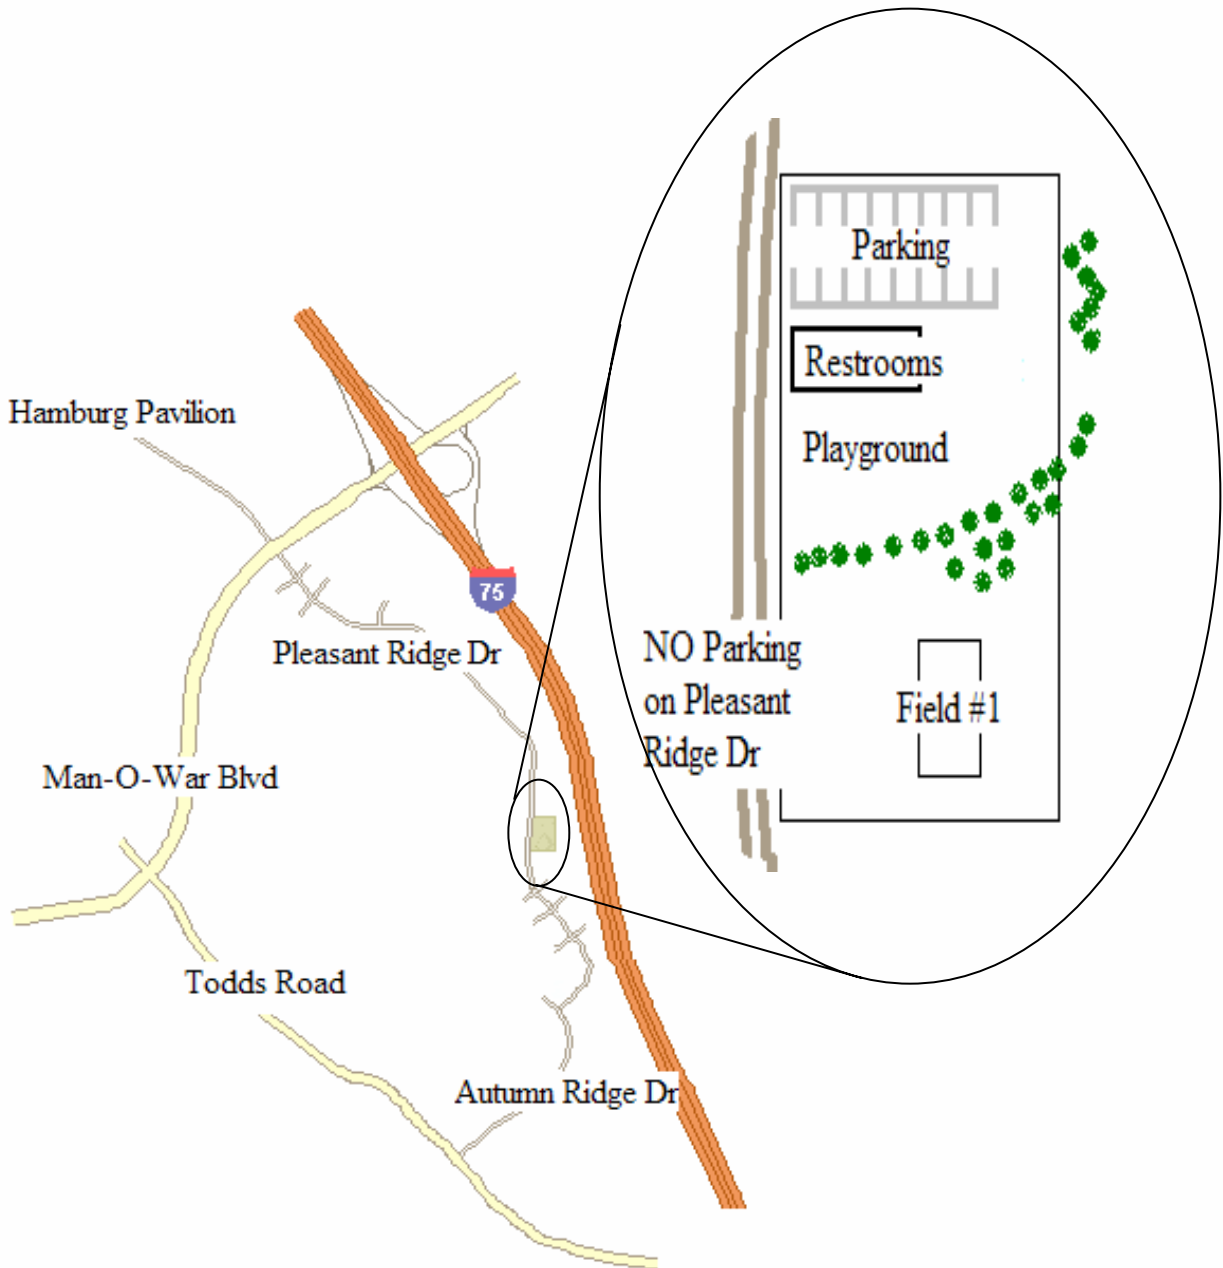 Parking
Restrooms
Playground
Hamburg Pavilion
75
Pleasant Ridge Dr
NO Parking
on Pleasant
Ridge Dr
Field #1
Man-O-War Blvd
Todds Road
Autumn Ridge Dr